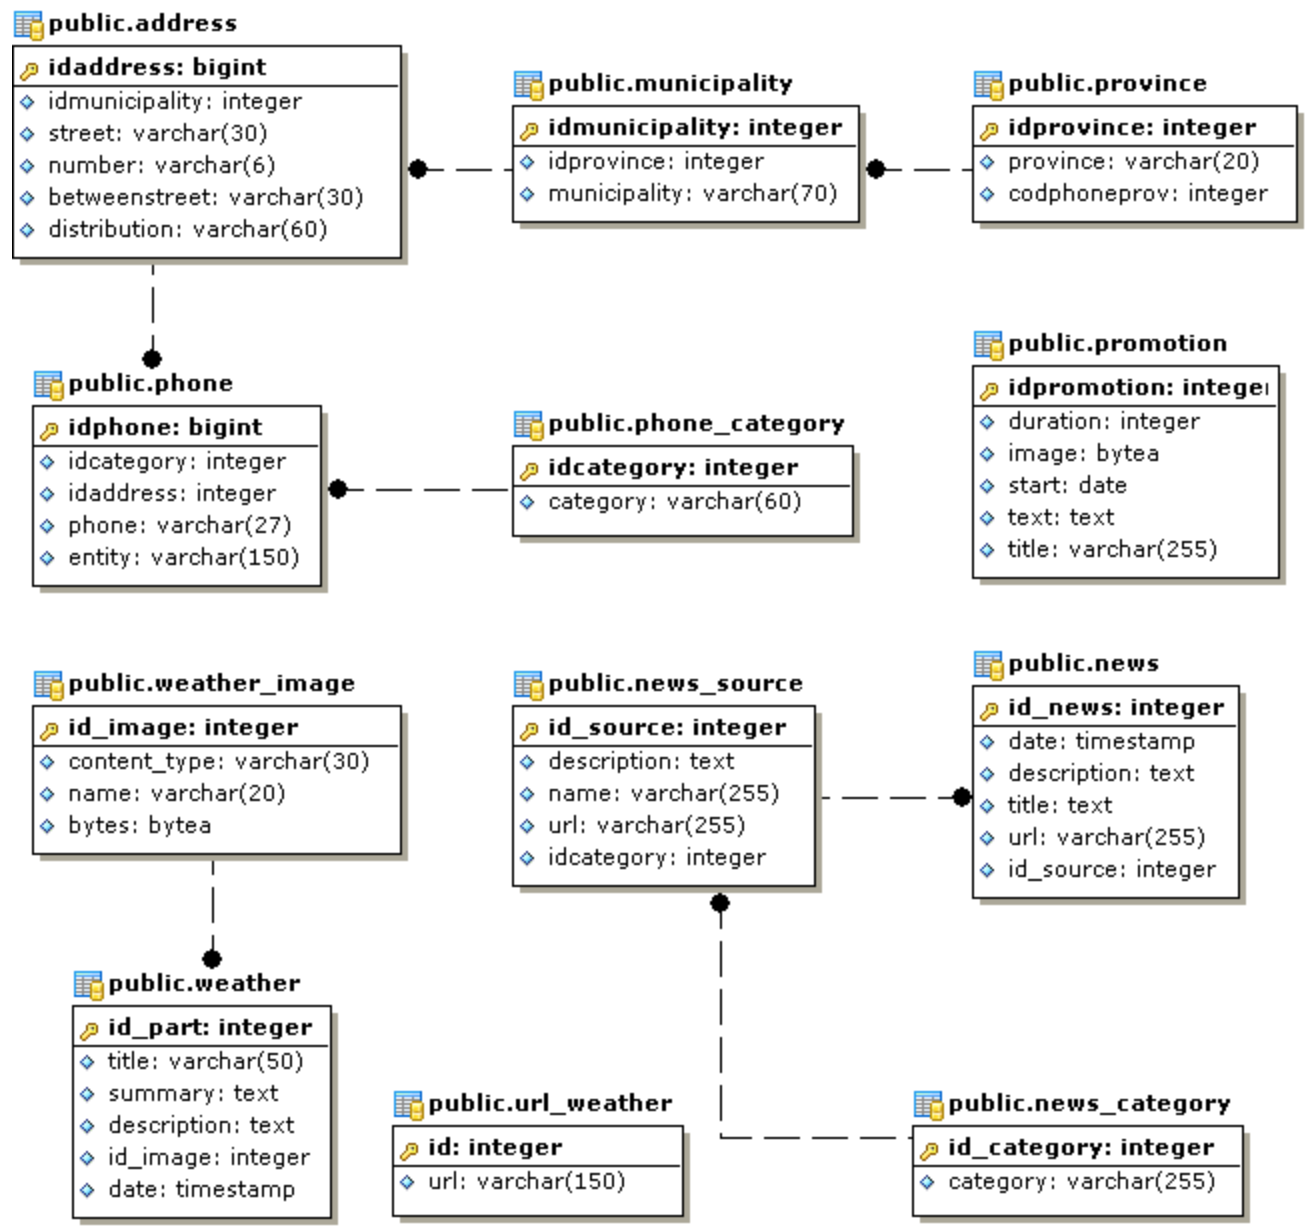 public.address
idaddress: bigint
idmunicipality: integer
street: varchar(30)
number: varchar(6)
betweenstreet: varchar(30)
distribution: varchar(60)
public.municipality
idmunicipality: integer
idprovince: integer
municipality: varchar(70)
public.province
idprovince: integer
province: varchar(20)
codphoneprov: integer
public.phone
idphone: bigint
idcategory: integer
idaddress: integer
phone: varchar(27)
entity: varchar(150)
public.phone_category
idcategory: integer
category: varchar(60)
public.promotion
idpromotion: intege
duration: integer
image: bytea
start: date
text: text
title: varchar(255)
public.weather_image
id_image: integer
content_type: varchar(30)
name: varchar(20)
bytes: bytea
public.news_source
id_source: integer
description: text
name: varchar(255)
url: varchar(255)
idcategory: integer
public.news
id_news: integer
date: timestamp
description: text
title: text
url: varchar(255)
id_source: integer
public.weather
id_part: integer
title: varchar(50)
summary: text
description: text
id_image: integer
date: timestamp
public.url_weather
id: integer
url: varchar(150)
public.news_category
id_category: integer
category: varchar(255)